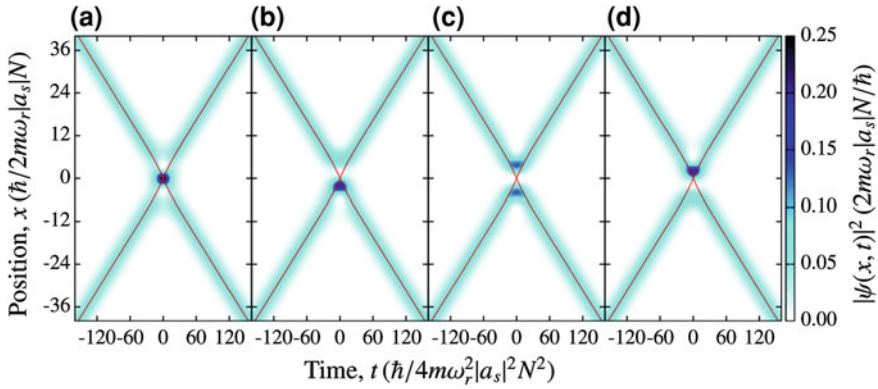 (a) (b) (c) (d)
Position, x (ħ/2mω_r|a_s|N)
36
24
12
0
-12
-24
-36
-120 -60 0 60 120 -120 -60 0 60 120 -120 -60 0 60 120 -120 -60 0 60 120
Time, t (ħ/4mω_r^2|a_s|^2N^2)
0.25
0.20
0.15
0.10
0.05
0.00
|ψ(x, t)|^2 (2mω_r|a_s|N/ħ)